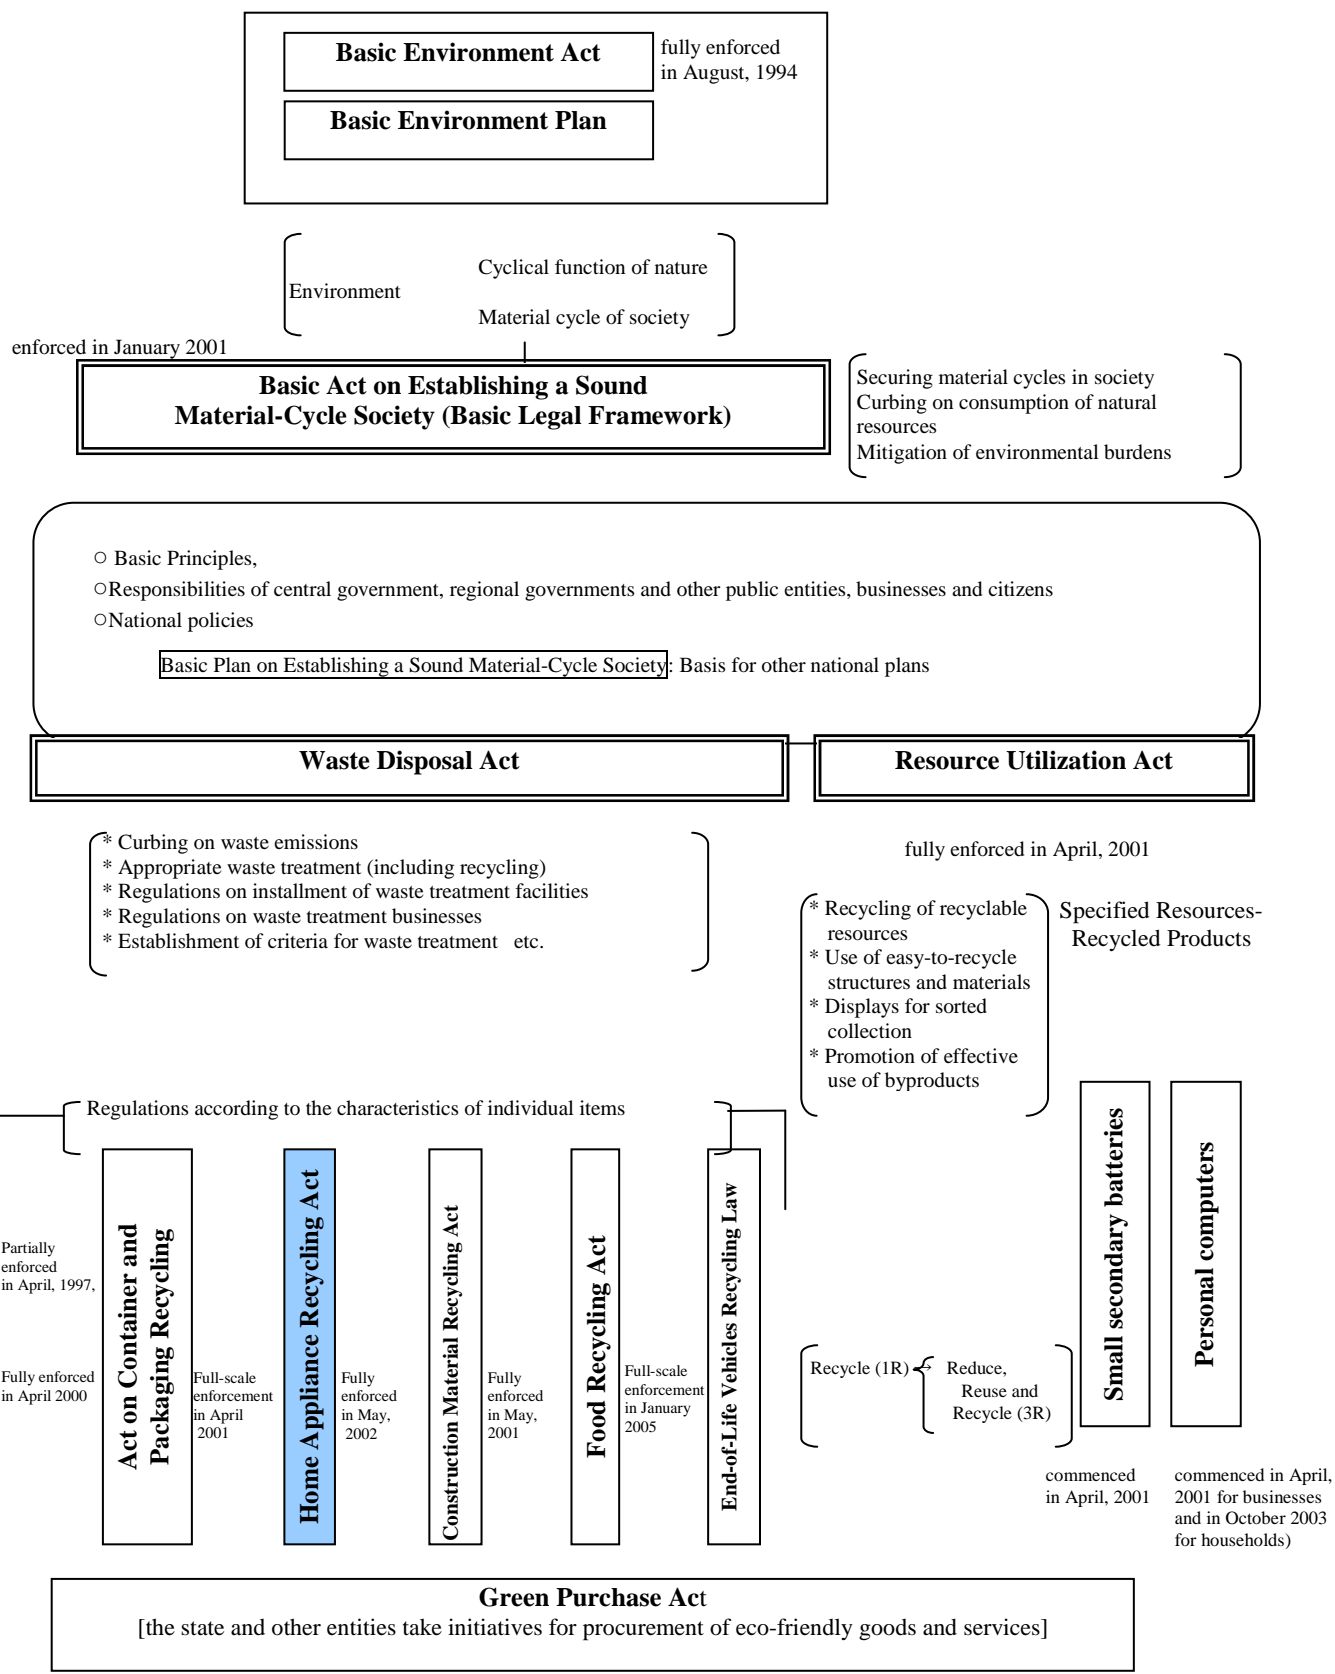 Basic Environment Act
fully enforced
in August, 1994
Basic Environment Plan
Environment
Cyclical function of nature
Material cycle of society
enforced in January 2001
Basic Act on Establishing a Sound
Material-Cycle Society (Basic Legal Framework)
Securing material cycles in society
Curbing on consumption of natural
resources
Mitigation of environmental burdens
○ Basic Principles,
○Responsibilities of central government, regional governments and other public entities, businesses and citizens
○National policies
Basic Plan on Establishing a Sound Material-Cycle Society: Basis for other national plans
Waste Disposal Act
Resource Utilization Act
* Curbing on waste emissions
* Appropriate waste treatment (including recycling)
* Regulations on installment of waste treatment facilities
* Regulations on waste treatment businesses
* Establishment of criteria for waste treatment etc.
fully enforced in April, 2001
* Recycling of recyclable
resources
* Use of easy-to-recycle
structures and materials
* Displays for sorted
collection
* Promotion of effective
use of byproducts
Specified Resources-
Recycled Products
Regulations according to the characteristics of individual items
Partially
enforced
in April, 1997,
Fully enforced
in April 2000
Act on Container and
Packaging Recycling
Full-scale
enforcement
in April
2001
Home Appliance Recycling Act
Fully
enforced
in May,
2002
Construction Material Recycling Act
Fully
enforced
in May,
2001
Food Recycling Act
Full-scale
enforcement
in January
2005
End-of-Life Vehicles Recycling Law
Recycle (1R) →
Reduce,
Reuse and
Recycle (3R)
Small secondary batteries
Personal computers
commenced
in April, 2001
commenced in April,
2001 for businesses
and in October 2003
for households)
Green Purchase Act
[the state and other entities take initiatives for procurement of eco-friendly goods and services]